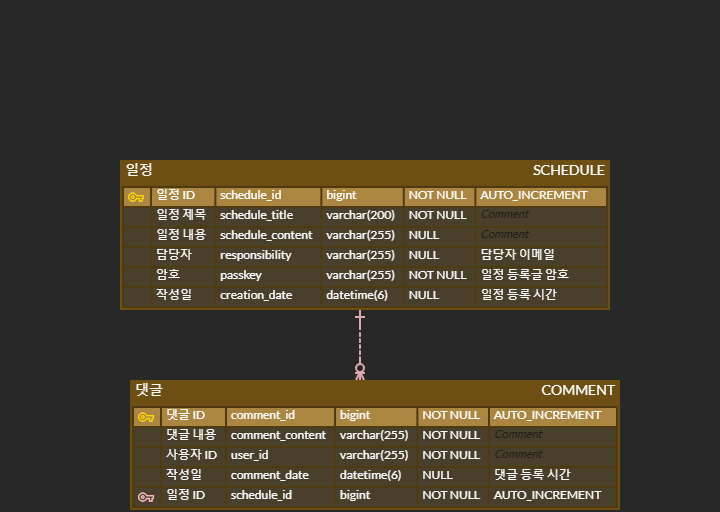 일정 SCHEDULE
일정 ID schedule_id bigint NOT NULL AUTO_INCREMENT
일정 제목 schedule_title varchar(200) NOT NULL Comment
일정 내용 schedule_content varchar(255) NULL Comment
담당자 responsibility varchar(255) NULL 담당자 이메일
암호 passkey varchar(255) NOT NULL 일정 등록글 암호
작성일 creation_date datetime(6) NULL 일정 등록 시간
댓글 COMMENT
댓글 ID comment_id bigint NOT NULL AUTO_INCREMENT
댓글 내용 comment_content varchar(255) NOT NULL Comment
사용자 ID user_id varchar(255) NOT NULL Comment
작성일 comment_date datetime(6) NULL 댓글 등록 시간
일정 ID schedule_id bigint NOT NULL AUTO_INCREMENT